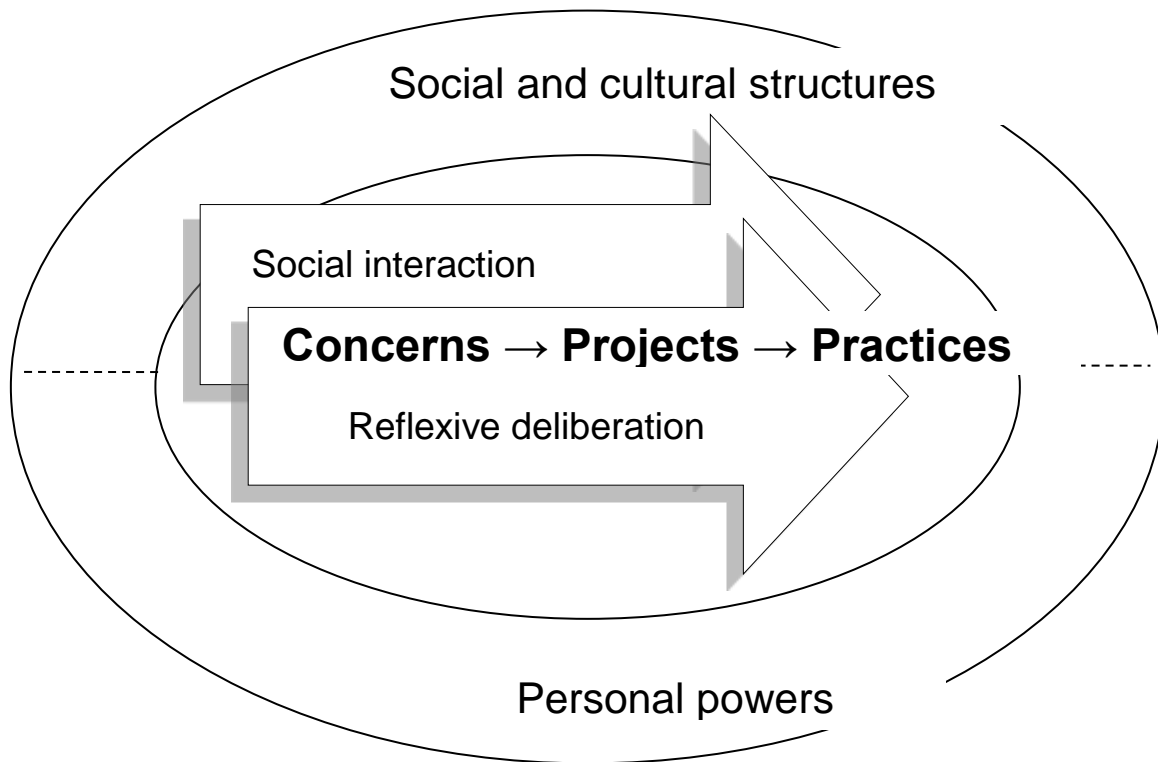 Social and cultural structures
Social interaction
Concerns → Projects → Practices
Reflexive deliberation
Personal powers